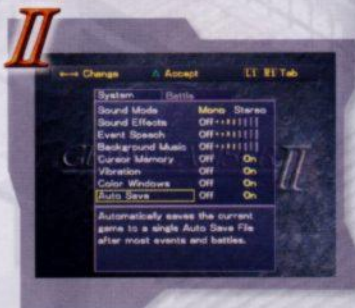 II
←→ Change △ Accept L1 R1 Tab
System Battle
Sound Mode Mono Stereo
Sound Effects Off
Event Speech Off
Background Music Off
Cursor Memory Off On
Vibration Off On
Color Windows Off On
Auto Save Off On
Automatically saves the current
game to a single Auto Save File
after most events and battles.